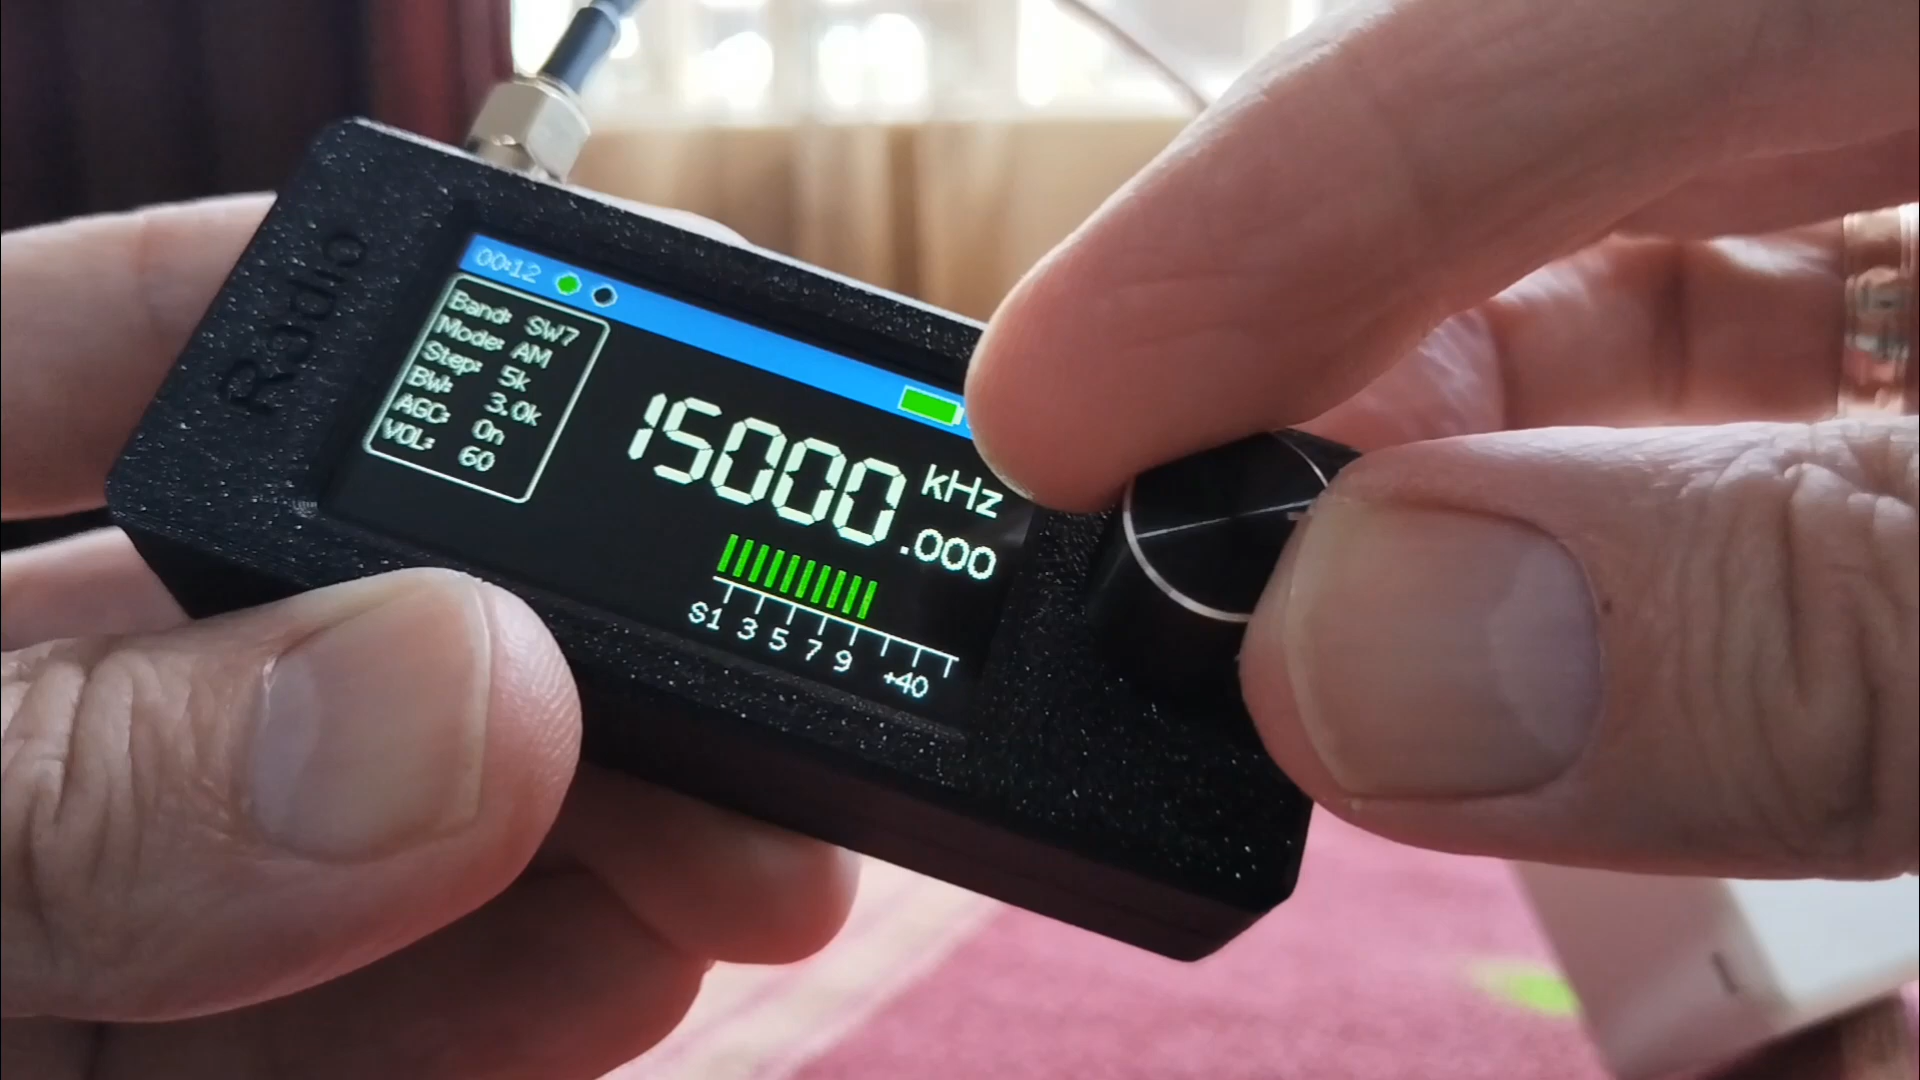 Radio
00:12
Band: SW7
Mode: AM
Step: 5k
BW: 3.0k
AGC: On
VOL: 60
15000 kHz
.000
S1 3 5 7 9 +40